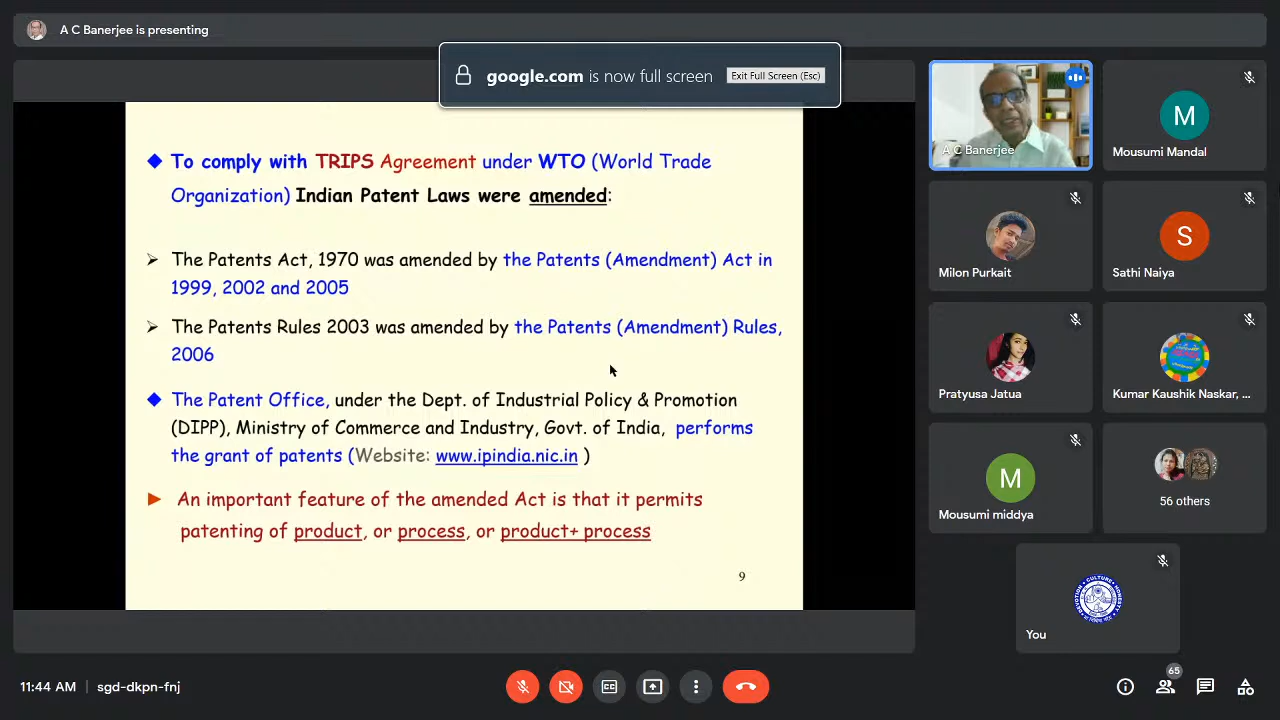 A C Banerjee is presenting
google.com is now full screen Exit Full Screen (Esc)
◆ To comply with TRIPS Agreement under WTO (World Trade
Organization) Indian Patent Laws were amended:
➢ The Patents Act, 1970 was amended by the Patents (Amendment) Act in
1999, 2002 and 2005
➢ The Patents Rules 2003 was amended by the Patents (Amendment) Rules,
2006
◆ The Patent Office, under the Dept. of Industrial Policy & Promotion
(DIPP), Ministry of Commerce and Industry, Govt. of India, performs
the grant of patents (Website: www.ipindia.nic.in )
► An important feature of the amended Act is that it permits
patenting of product, or process, or product+ process
9
A C Banerjee
M
Mousumi Mandal
Milon Purkait
S
Sathi Naiya
Pratyusa Jatua
Kumar Kaushik Naskar, ...
M
Mousumi middya
56 others
You
11:44 AM | sgd-dkpn-fnj
CC
65